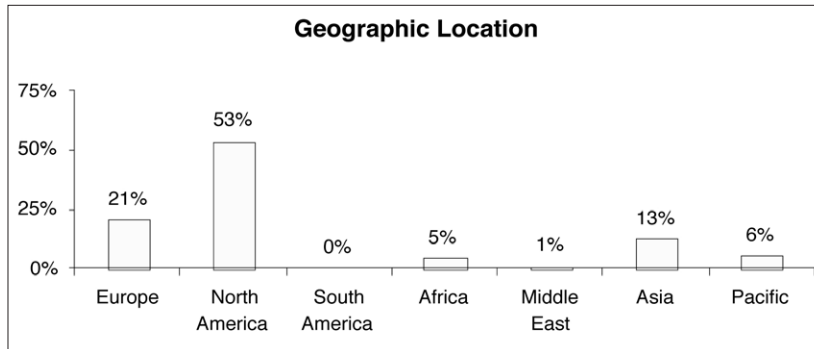 Geographic Location
75%
50%
25%
0%
21%
53%
0%
5%
1%
13%
6%
Europe
North
America
South
America
Africa
Middle
East
Asia
Pacific